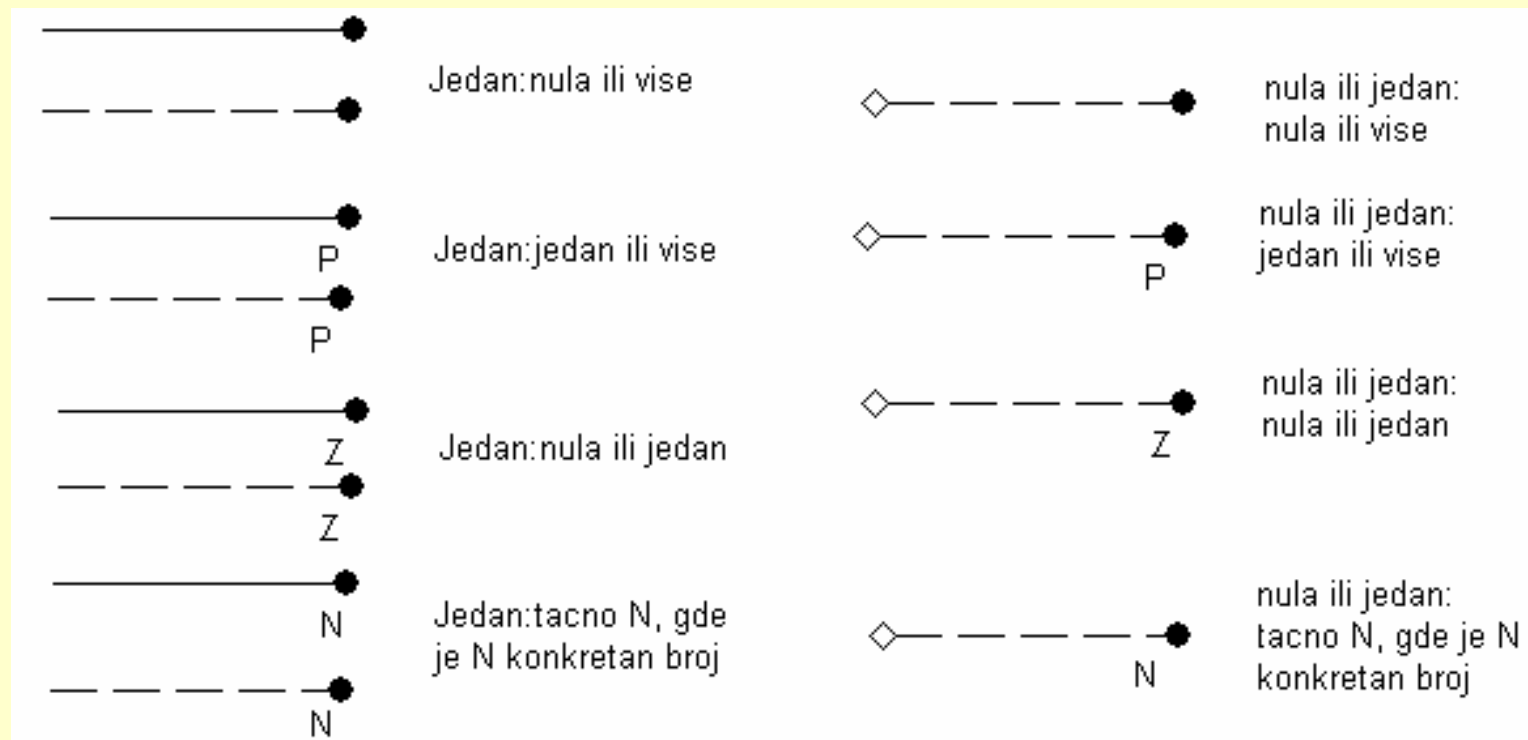 Jedan:nula ili vise
P
Jedan:jedan ili vise
P
Z
Jedan:nula ili jedan
Z
N
Jedan:tacno N, gde
je N konkretan broj
N
nula ili jedan:
nula ili vise
nula ili jedan:
jedan ili vise
P
nula ili jedan:
nula ili jedan
Z
nula ili jedan:
tacno N, gde je N
konkretan broj
N